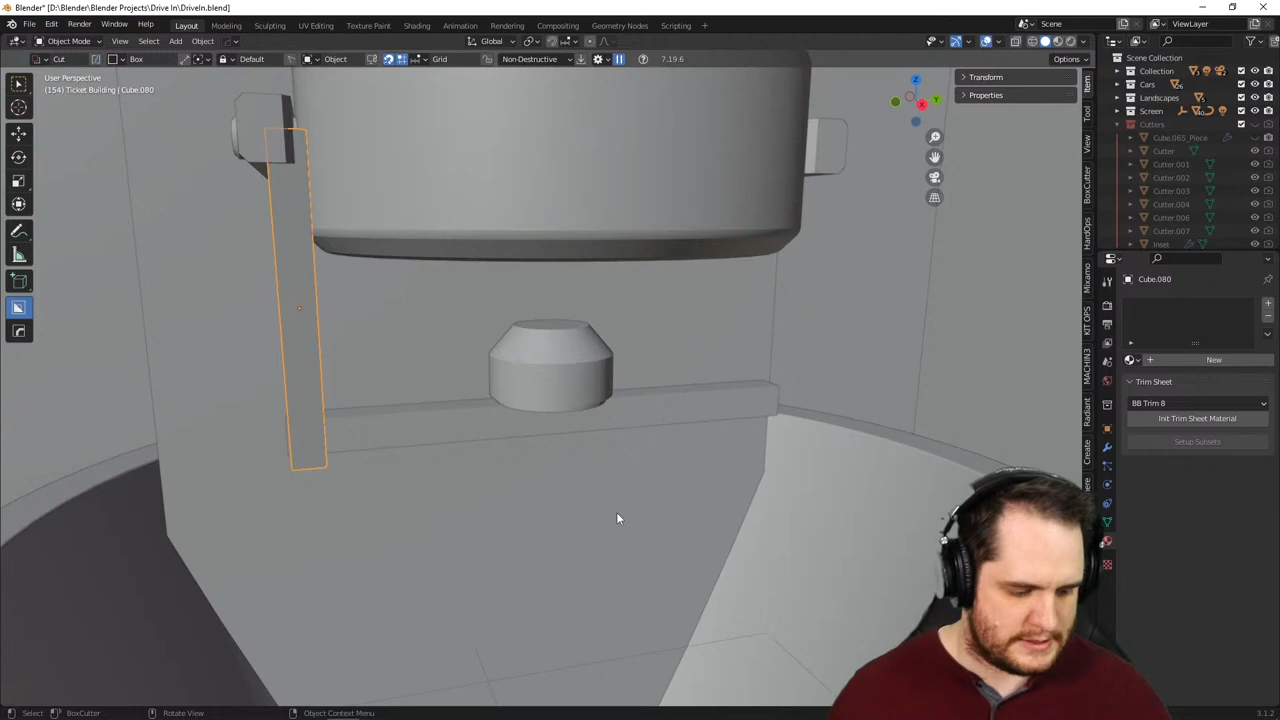 Blender* [D:\Blender\Blender Projects\Drive In\DriveIn.blend]
File Edit Render Window Help Layout Modeling Sculpting UV Editing Texture Paint Shading Animation Rendering Compositing Geometry Nodes Scripting + Scene ViewLayer
Object Mode View Select Add Object Global
Cut Box Default Object Grid Non-Destructive 7.19.6 Options
User Perspective
(154) Ticket Building | Cube.080
Transform
Properties
Z
Y
X
Item
Tool
View
BoxCutter
HardOps
Mixamo
KIT OPS
MACHIN3
Radiant
Create
Scene Collection
Collection
Cars
Landscapes
Screen
Cutters
Cube.065_Piece
Cutter
Cutter.001
Cutter.002
Cutter.003
Cutter.004
Cutter.006
Cutter.007
Inset
Cube.080
New
Trim Sheet
BB Trim 8
Init Trim Sheet Material
Setup Subsets
Select BoxCutter Rotate View Object Context Menu 3.1.2